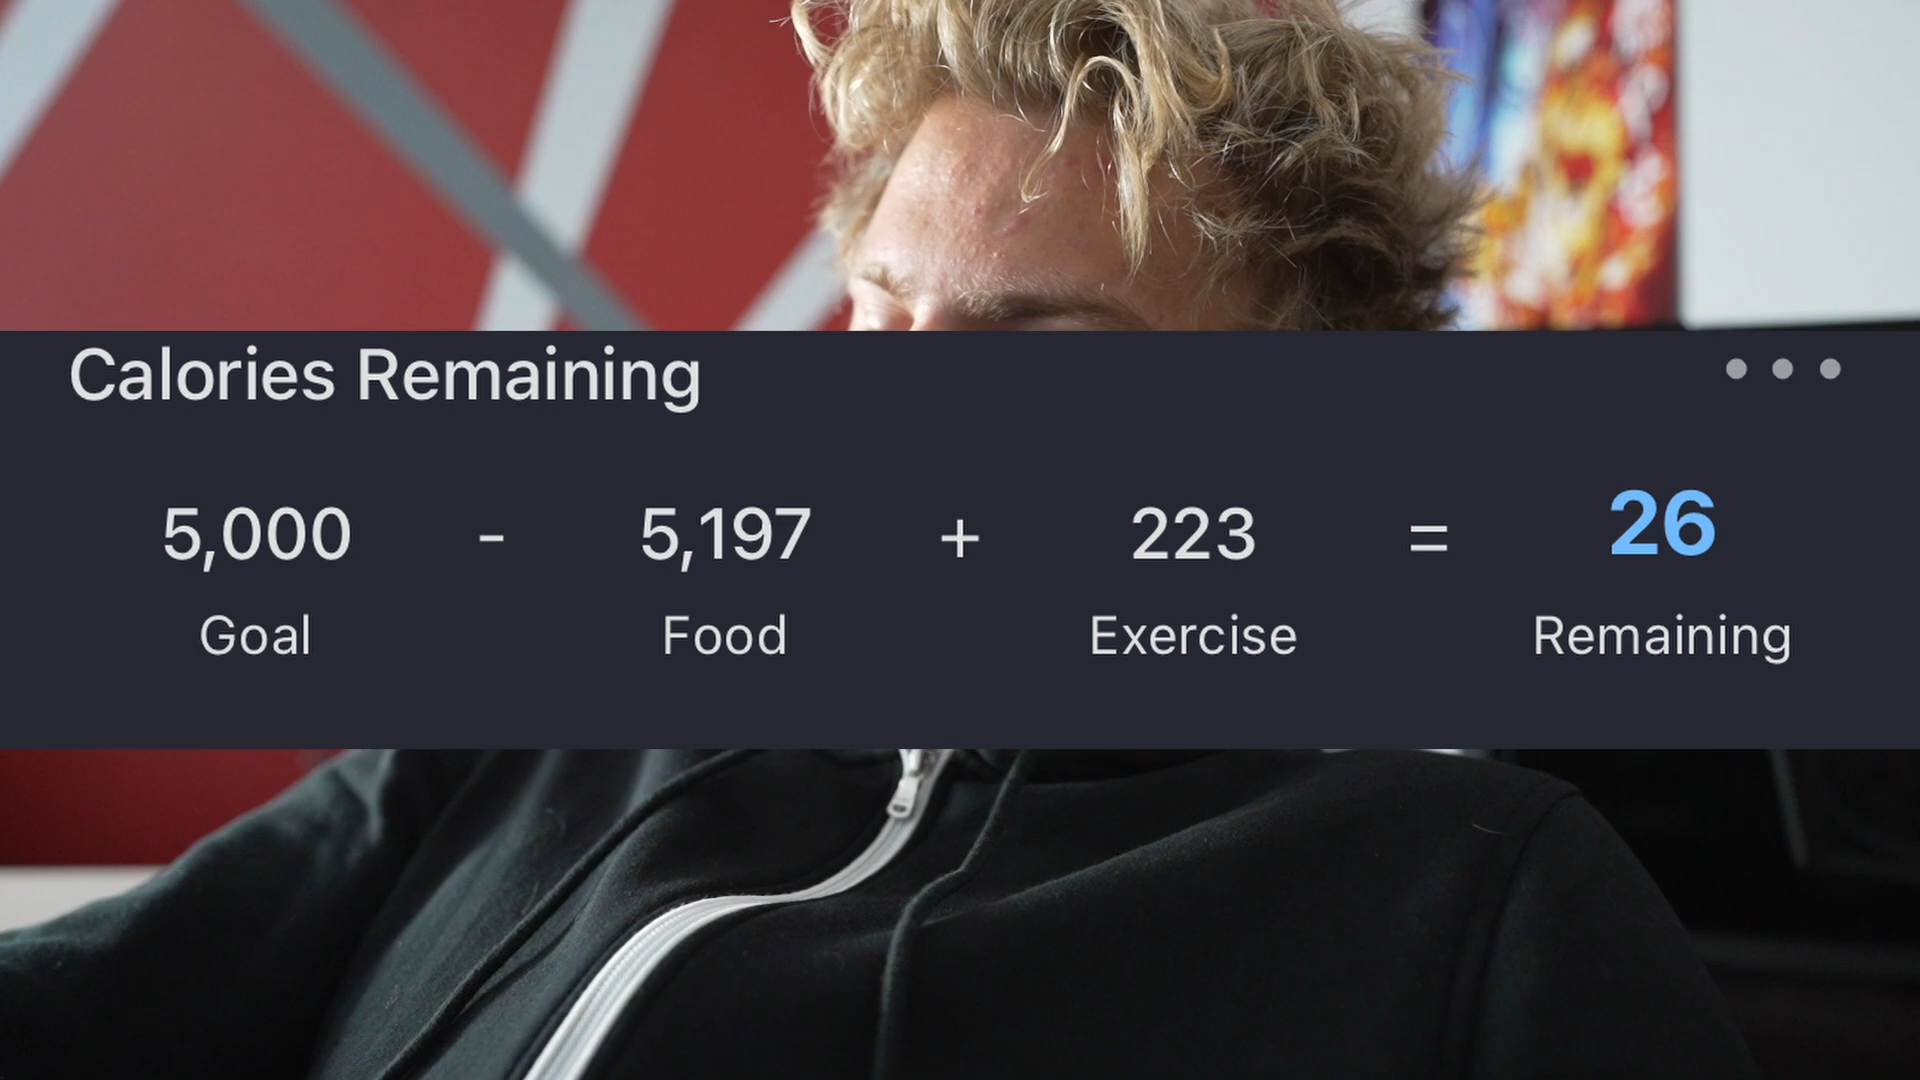 Calories Remaining
5,000 - 5,197 + 223 = 26
Goal Food Exercise Remaining